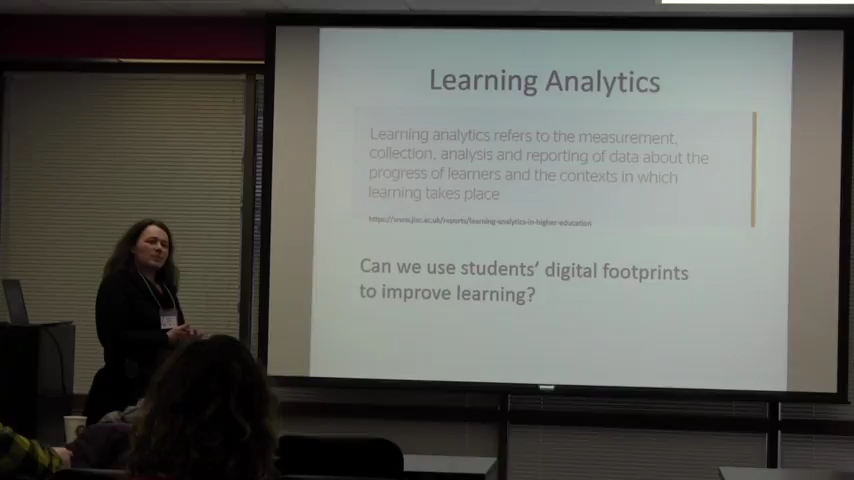 Learning Analytics
Learning analytics refers to the measurement,
collection, analysis and reporting of data about the
progress of learners and the contexts in which
learning takes place
https://www.jisc.ac.uk/reports/learning-analytics-in-higher-education
Can we use students' digital footprints
to improve learning?